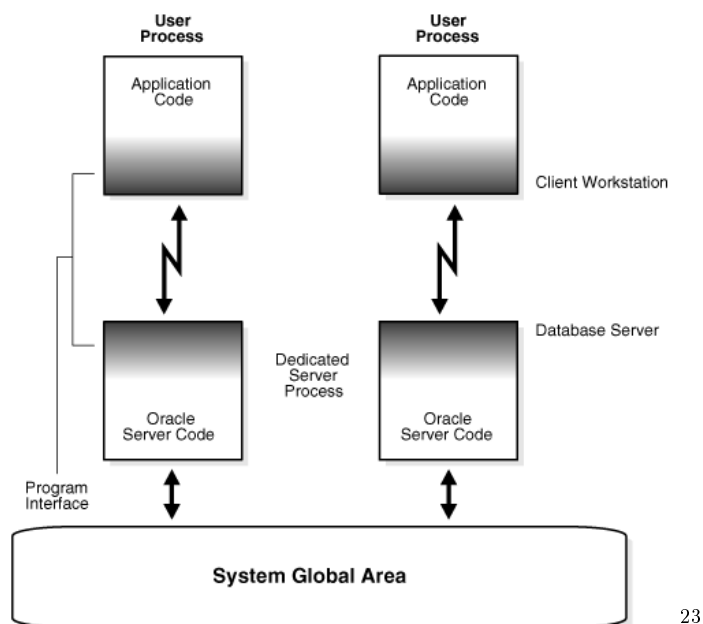 User
Process
User
Process
Application
Code
Application
Code
Client Workstation
Database Server
Dedicated
Server
Process
Oracle
Server Code
Oracle
Server Code
Program
Interface
System Global Area
23